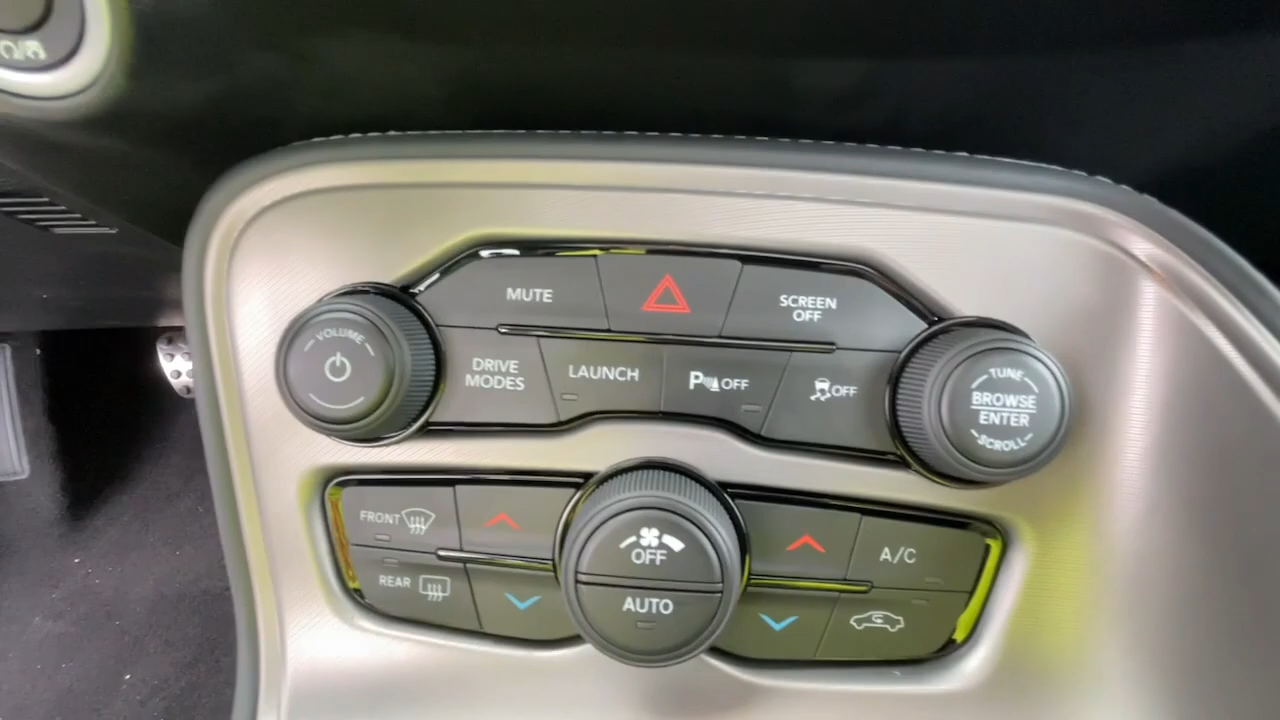 MUTE
SCREEN
OFF
VOLUME
DRIVE
MODES
LAUNCH
P OFF
OFF
TUNE
BROWSE
ENTER
SCROLL
FRONT
OFF
A/C
REAR
AUTO